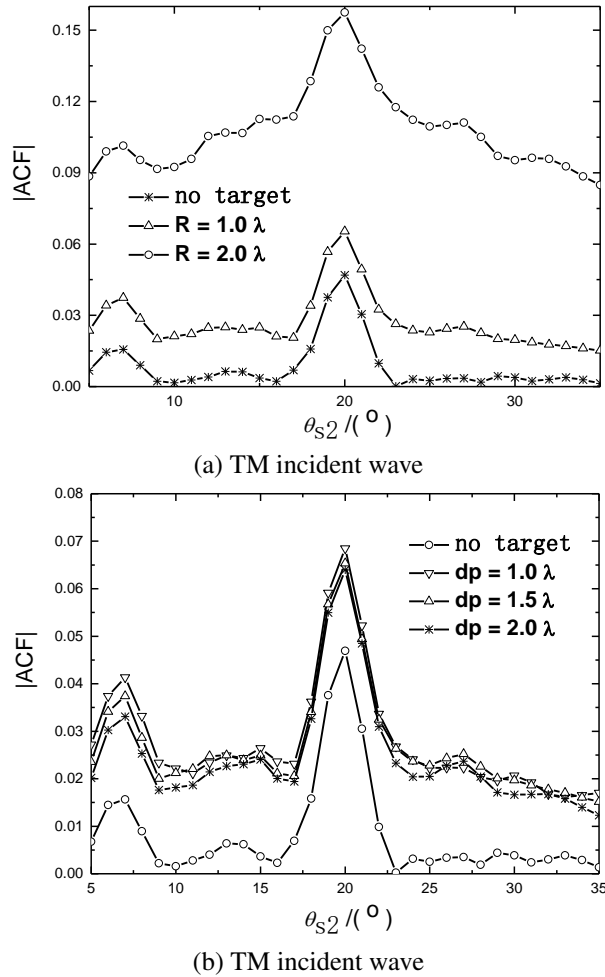 0.15
0.12
0.09
0.06
0.03
0.00
|ACF|
no target
R = 1.0 λ
R = 2.0 λ
10 20 30
θs2 /(°)
(a) TM incident wave
0.08
0.07
0.06
0.05
0.04
0.03
0.02
0.01
0.00
|ACF|
no target
dp = 1.0 λ
dp = 1.5 λ
dp = 2.0 λ
5 10 15 20 25 30 35
θs2 /(°)
(b) TM incident wave